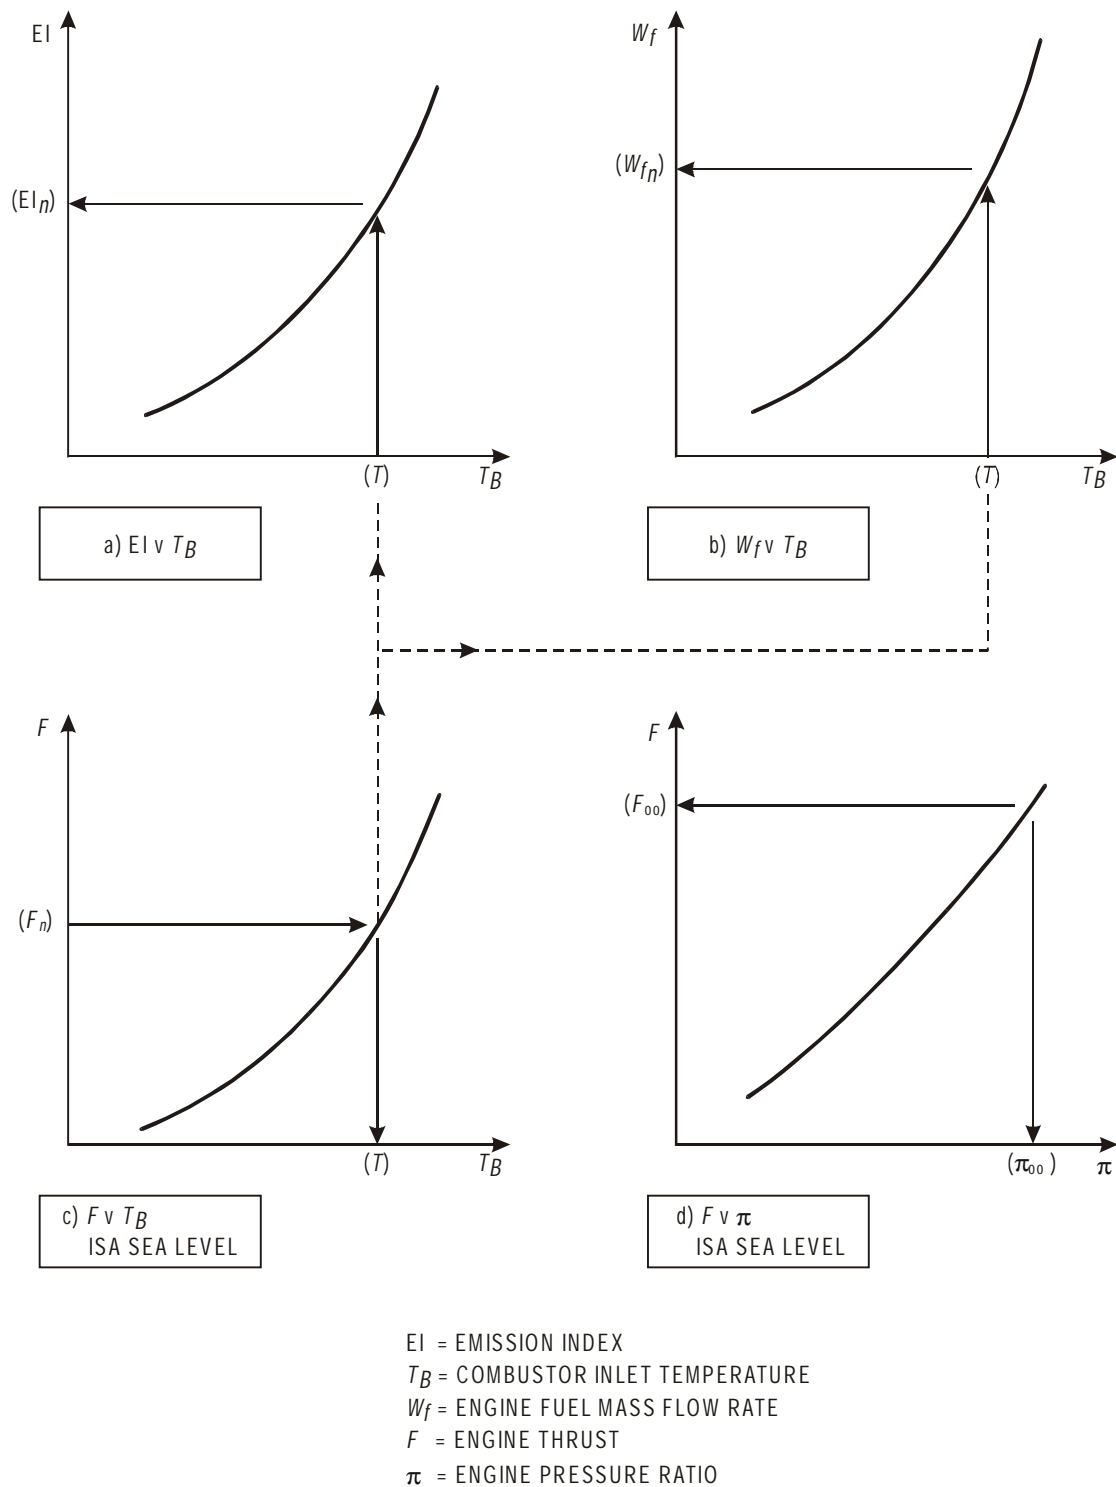 EI
(EIn)
(T) TB
a) EI v TB
Wf
(Wfn)
(T) TB
b) Wf v TB
F
(Fn)
(T) TB
c) F v TB
ISA SEA LEVEL
F
(F00)
(π00) π
d) F v π
ISA SEA LEVEL
EI = EMISSION INDEX
TB = COMBUSTOR INLET TEMPERATURE
Wf = ENGINE FUEL MASS FLOW RATE
F = ENGINE THRUST
π = ENGINE PRESSURE RATIO